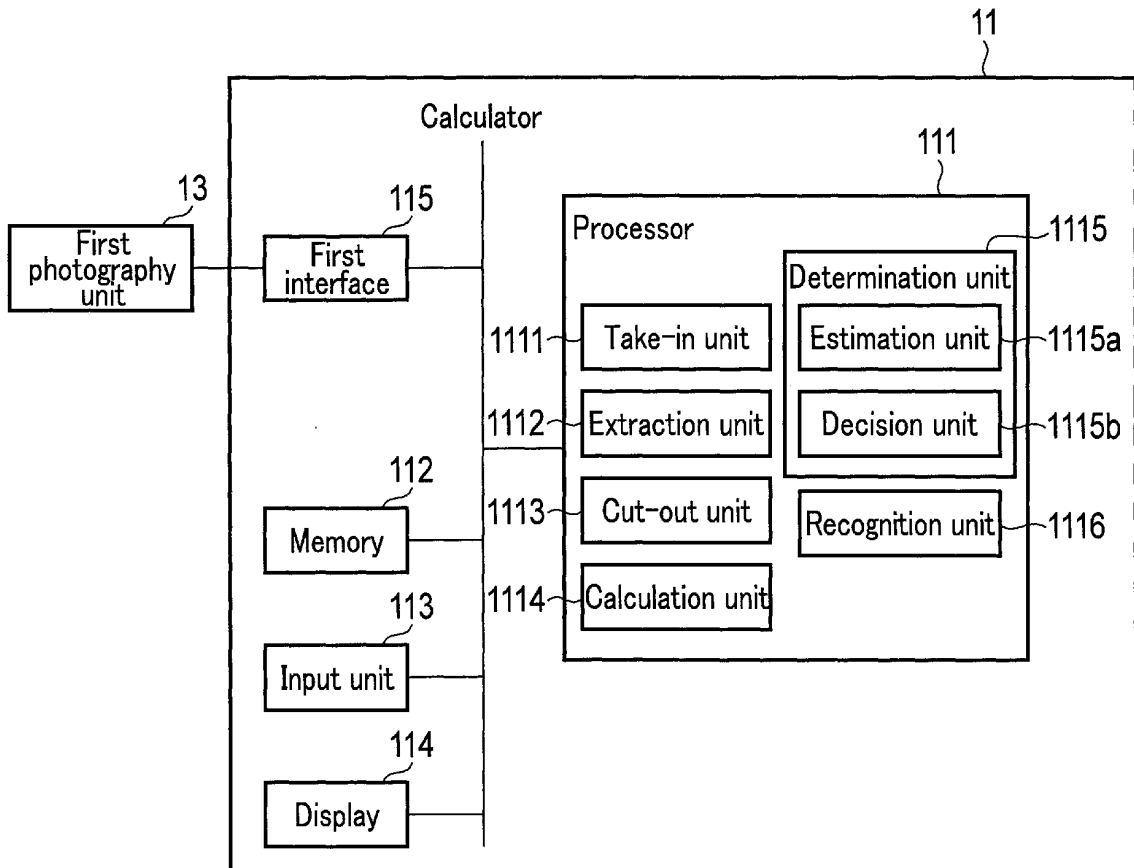 11
Calculator
111
13
115
Processor
1115
First
photography
unit
First
interface
Determination unit
1111
Take-in unit
Estimation unit
1115a
1112
Extraction unit
Decision unit
1115b
112
1113
Cut-out unit
Recognition unit
1116
Memory
1114
Calculation unit
113
Input unit
114
Display